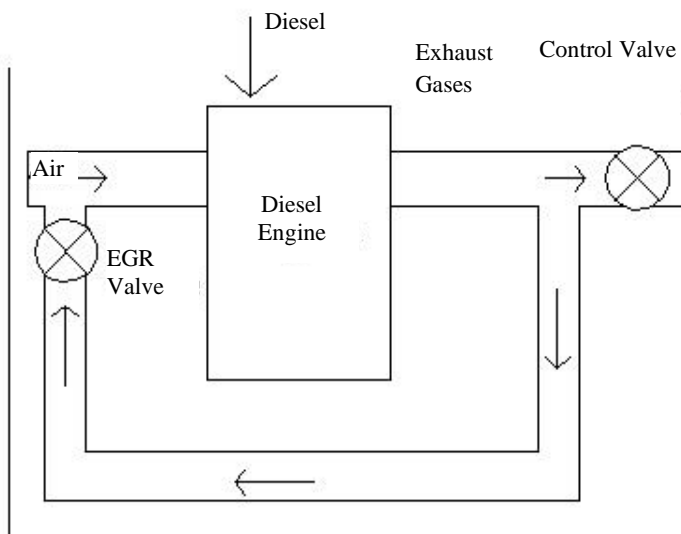 Diesel
Exhaust
Gases
Control Valve
Air
Diesel
Engine
EGR
Valve